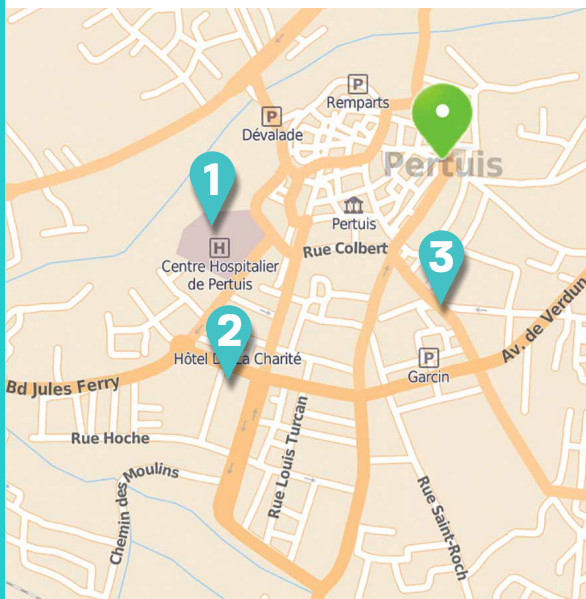 P
Remparts
P
Dévalade
Pertuis
1
Pertuis
Rue Colbert
H
Centre Hospitalier
de Pertuis
3
2
Hôtel D La Charité
Av. de Verdun
P
Garcin
Bd Jules Ferry
Rue Hoche
Rue Louis Turcan
Chemin des Moulins
Rue Saint-Roch